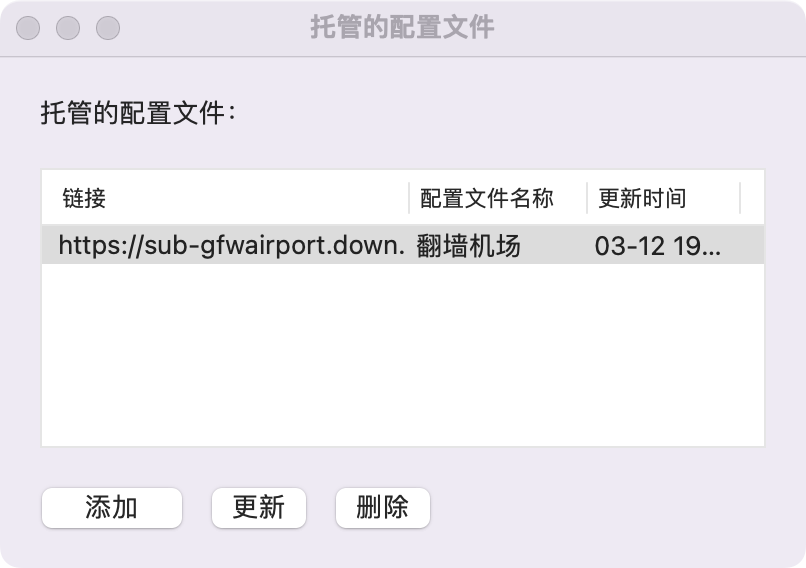 托管的配置文件
托管的配置文件：
链接 配置文件名称 更新时间
https://sub-gfwairport.down. 翻墙机场 03-12 19...
添加 更新 删除